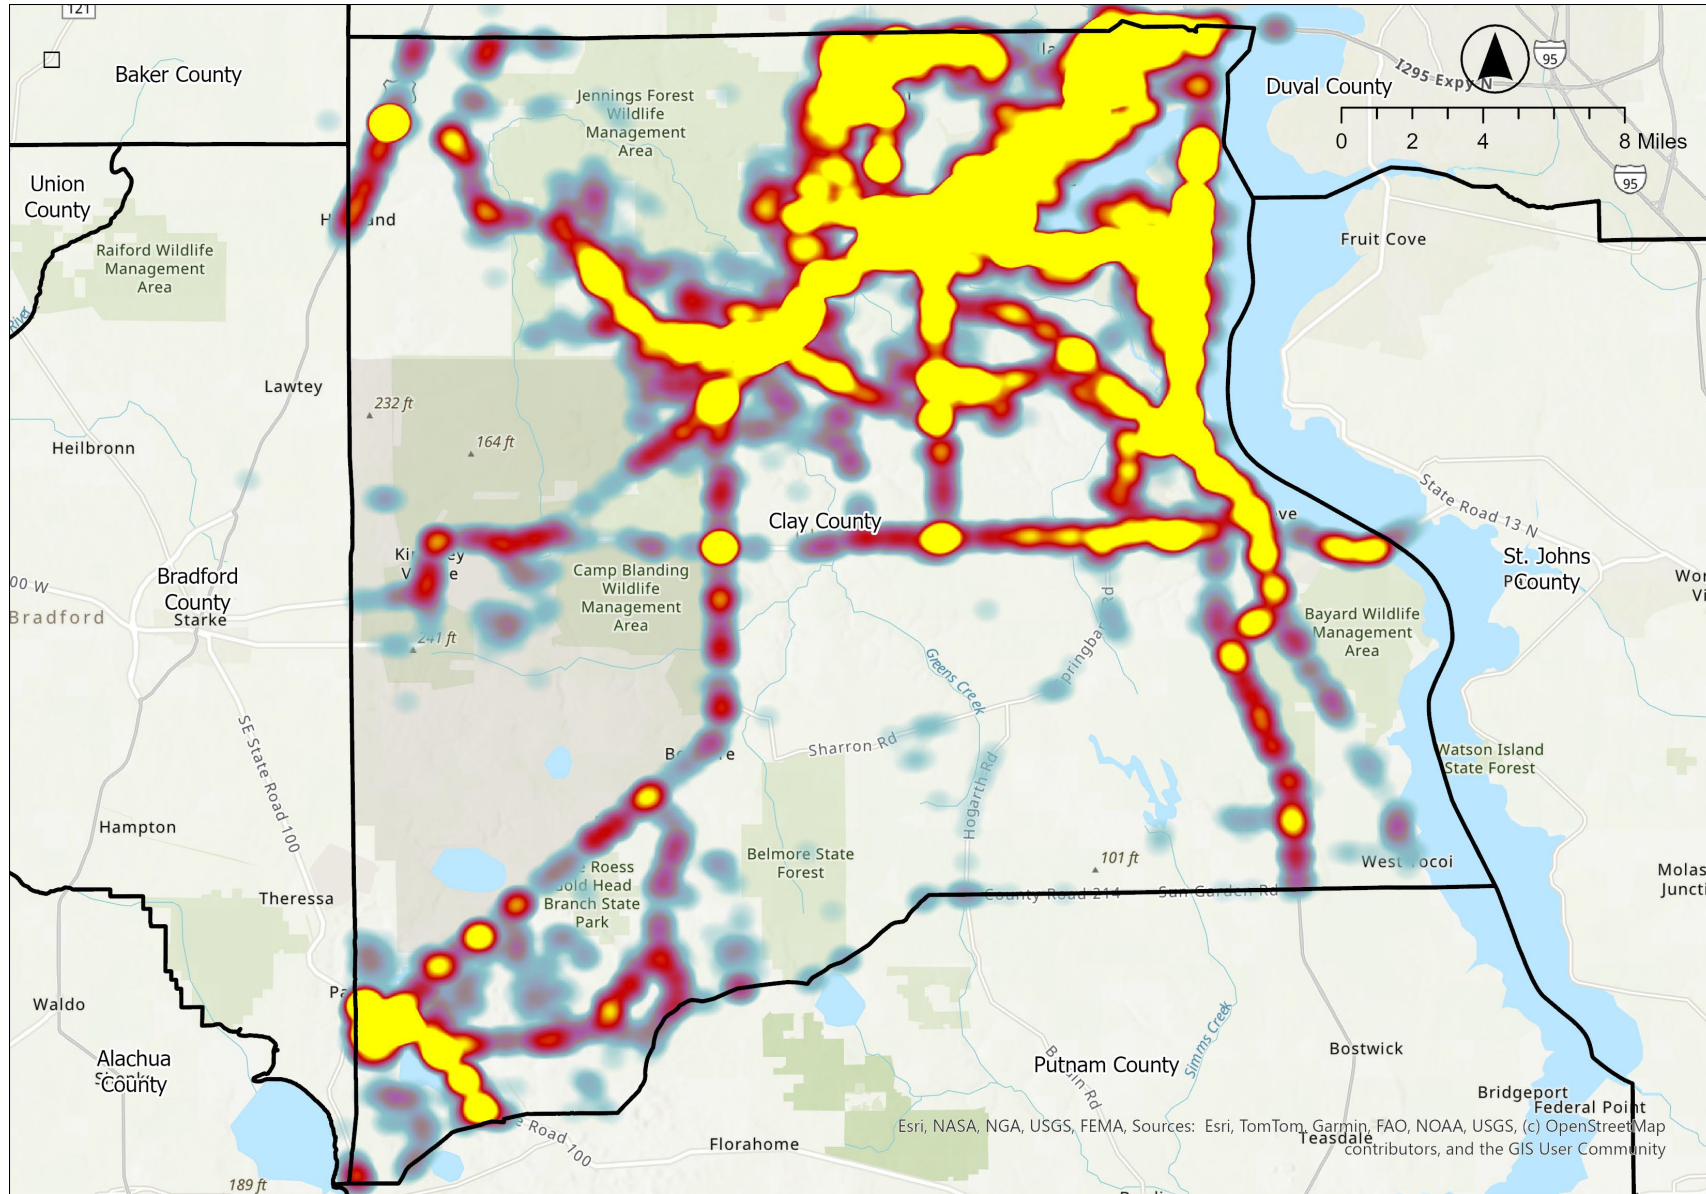 121
Baker County
Jennings Forest
Wildlife
Management
Area
I295 Expy N
95
Duval County
0 2 4 8 Miles
95
Union
County
Raiford Wildlife
Management
Area
River
Fruit Cove
Lawtey
232 ft
164 ft
Heilbronn
State Road 13 N
Clay County
Bradford
County
Starke
Bradford
00 W
Camp Blanding
Wildlife
Management
Area
241 ft
St. Johns
County
Bayard Wildlife
Management
Area
Greens Creek
Sharron Rd
Hogarth Rd
SE State Road 100
Watson Island
State Forest
Hampton
Belmore State
Forest
101 ft
West Tocoi
Theressa
e Roess
Gold Head
Branch State
Park
County Road 214
Sun Garden Rd
Waldo
Alachua
County
Simms Creek
Putnam County
Bostwick
Bridgeport
Federal Point
Teasdale
e Road 100
Florahome
189 ft
Esri, NASA, NGA, USGS, FEMA, Sources: Esri, TomTom, Garmin, FAO, NOAA, USGS, (c) OpenStreetMap
contributors, and the GIS User Community